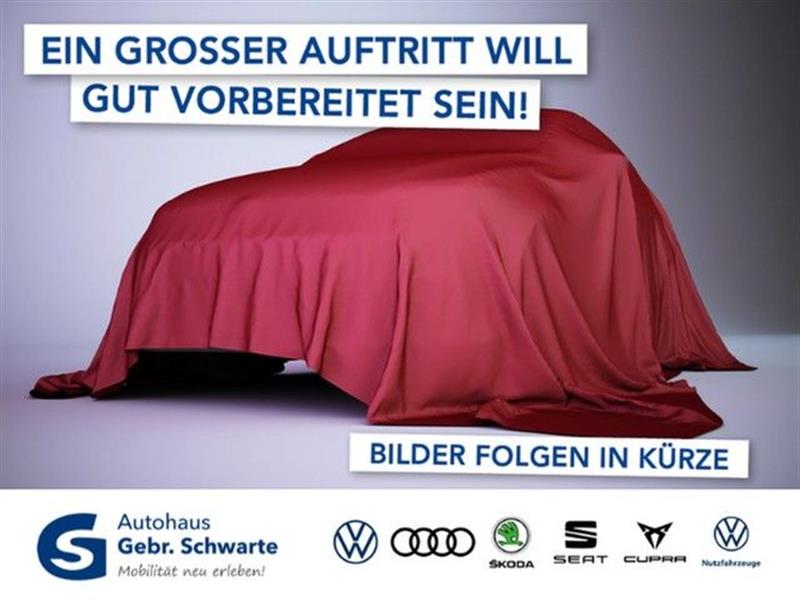 EIN GROSSER AUFTRITT WILL
GUT VORBEREITET SEIN!
BILDER FOLGEN IN KÜRZE
Autohaus
Gebr. Schwarte
Mobilität neu erleben!
ŠKODA
SEAT
CUPRA
Nutzfahrzeuge